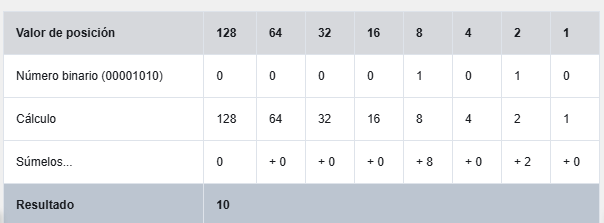 Valor de posición 128 64 32 16 8 4 2 1
Número binario (00001010) 0 0 0 0 1 0 1 0
Cálculo 128 64 32 16 8 4 2 1
Súmelos... 0 + 0 + 0 + 0 + 8 + 0 + 2 + 0
Resultado 10